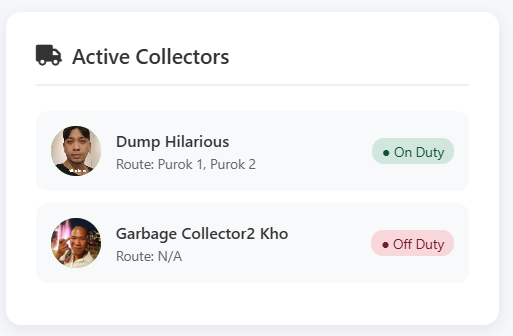 Active Collectors
Dump Hilarious
Route: Purok 1, Purok 2
● On Duty
Garbage Collector2 Kho
Route: N/A
● Off Duty